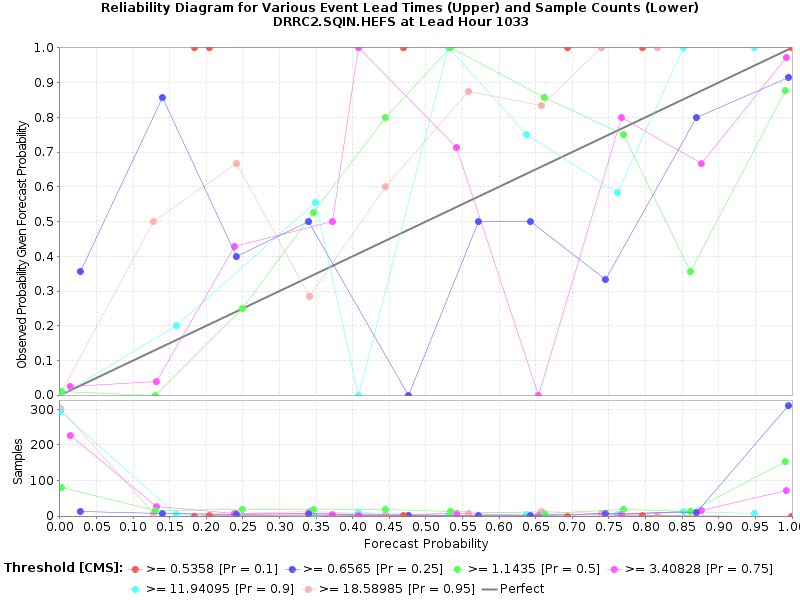 Reliability Diagram for Various Event Lead Times (Upper) and Sample Counts (Lower)
DRRC2.SQIN.HEFS at Lead Hour 1033
Observed Probability Given Forecast Probability
1.0
0.9
0.8
0.7
0.6
0.5
0.4
0.3
0.2
0.1
0.0
Samples
300
200
100
0
0.00 0.05 0.10 0.15 0.20 0.25 0.30 0.35 0.40 0.45 0.50 0.55 0.60 0.65 0.70 0.75 0.80 0.85 0.90 0.95 1.00
Forecast Probability
Threshold [CMS]: >= 0.5358 [Pr = 0.1] >= 0.6565 [Pr = 0.25] >= 1.1435 [Pr = 0.5] >= 3.40828 [Pr = 0.75]
>= 11.94095 [Pr = 0.9] >= 18.58985 [Pr = 0.95] Perfect